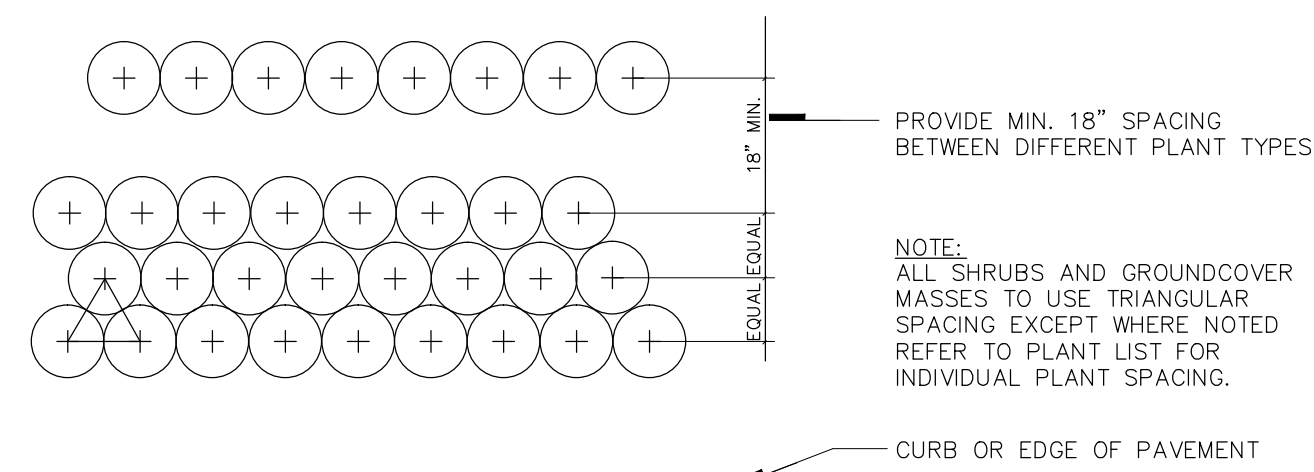 18" MIN.
EQUAL EQUAL
PROVIDE MIN. 18" SPACING
BETWEEN DIFFERENT PLANT TYPES
NOTE:
ALL SHRUBS AND GROUNDCOVER
MASSES TO USE TRIANGULAR
SPACING EXCEPT WHERE NOTED
REFER TO PLANT LIST FOR
INDIVIDUAL PLANT SPACING.
CURB OR EDGE OF PAVEMENT